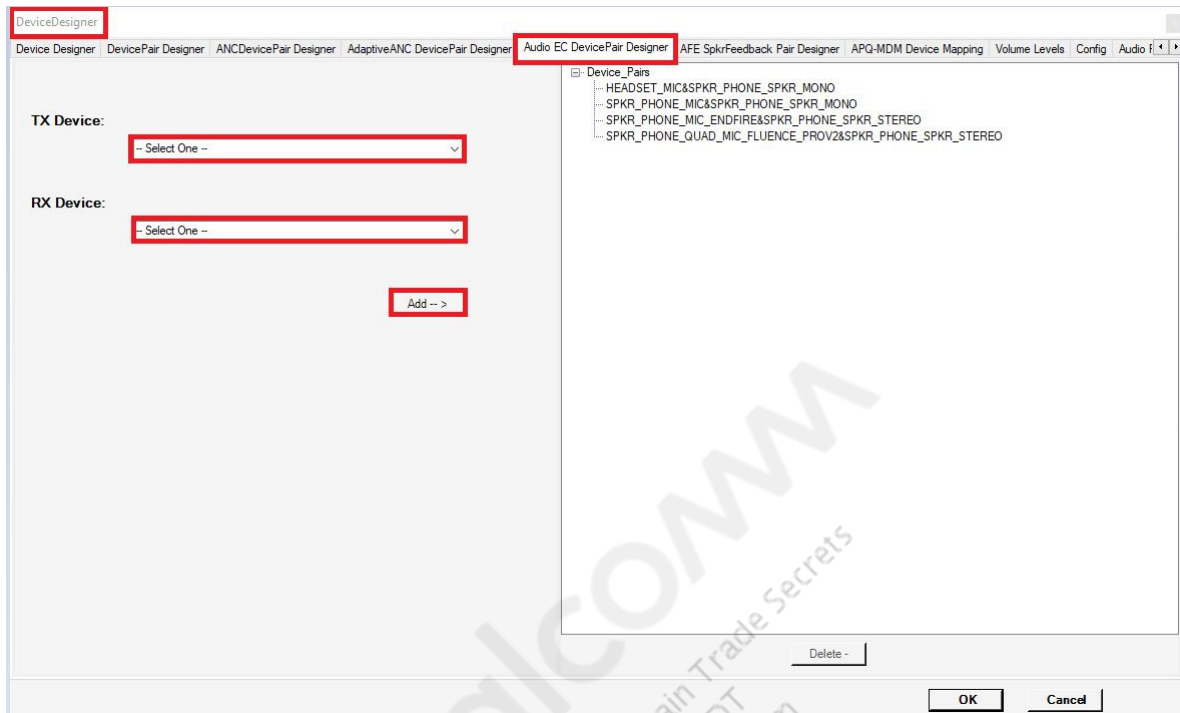 DeviceDesigner
Device Designer DevicePair Designer ANCDevicePair Designer AdaptiveANC DevicePair Designer Audio EC DevicePair Designer AFE SpkrFeedback Pair Designer APQ-MDM Device Mapping Volume Levels Config Audio
Device_Pairs
HEADSET_MIC&SPKR_PHONE_SPKR_MONO
SPKR_PHONE_MIC&SPKR_PHONE_SPKR_MONO
SPKR_PHONE_MIC_ENDFIRE&SPKR_PHONE_SPKR_STEREO
SPKR_PHONE_QUAD_MIC_FLUENCE_PROV2&SPKR_PHONE_SPKR_STEREO
TX Device:
-- Select One --
RX Device:
-- Select One --
Add -- >
alcomm
ain Trade Secrets
Delete -
OK Cancel